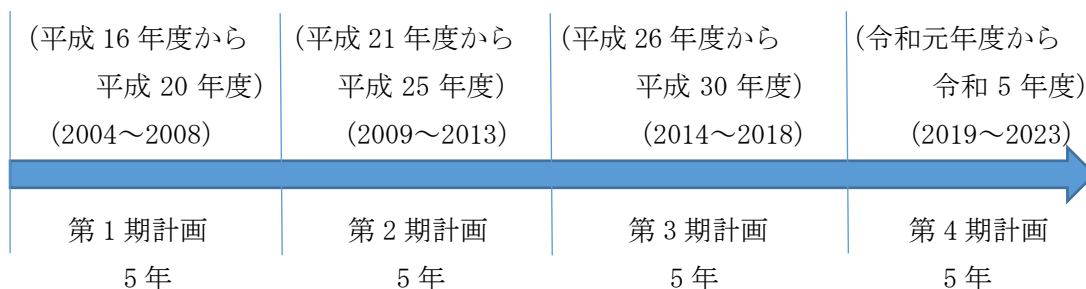 (平成 16 年度から
平成 20 年度)
(2004~2008)
(平成 21 年度から
平成 25 年度)
(2009~2013)
(平成 26 年度から
平成 30 年度)
(2014~2018)
(令和元年度から
令和 5 年度)
(2019~2023)
第 1 期計画
5 年
第 2 期計画
5 年
第 3 期計画
5 年
第 4 期計画
5 年